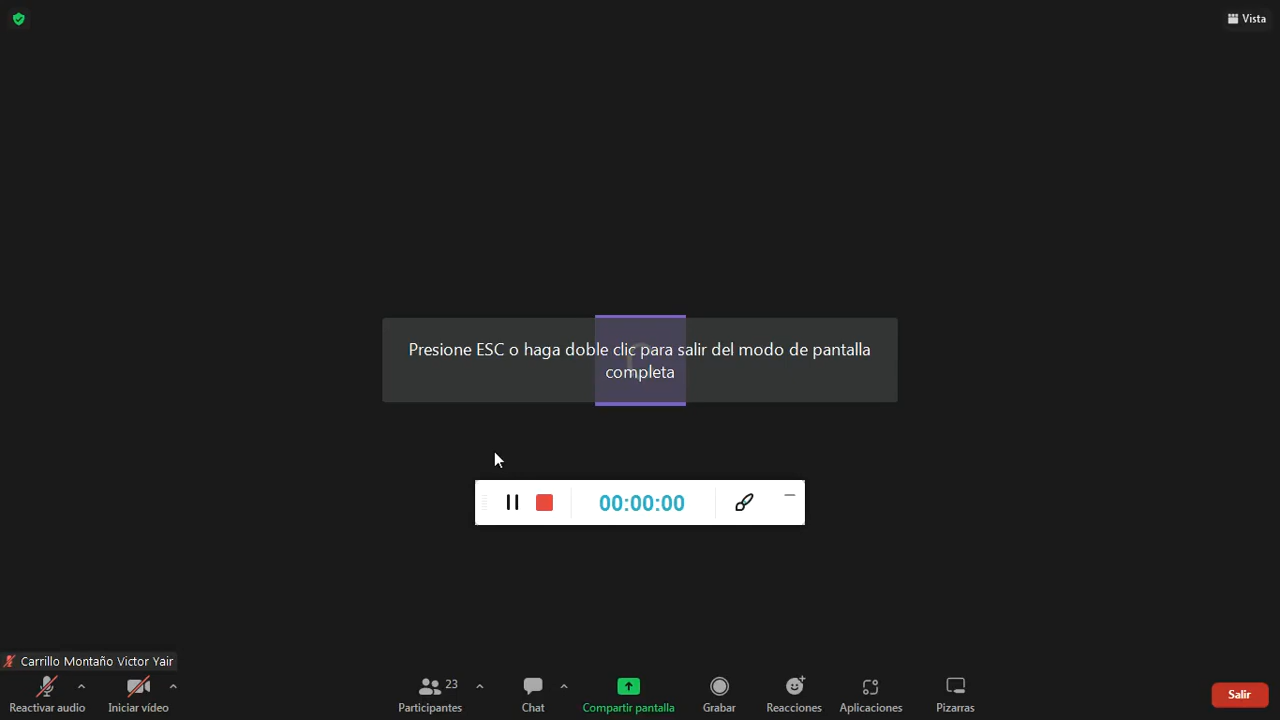 Vista
Presione ESC o haga doble clic para salir del modo de pantalla
completa
00:00:00
Carrillo Montaño Victor Yair
Reactivar audio
Iniciar vídeo
Participantes
23
Chat
Compartir pantalla
Grabar
Reacciones
Aplicaciones
Pizarras
Salir